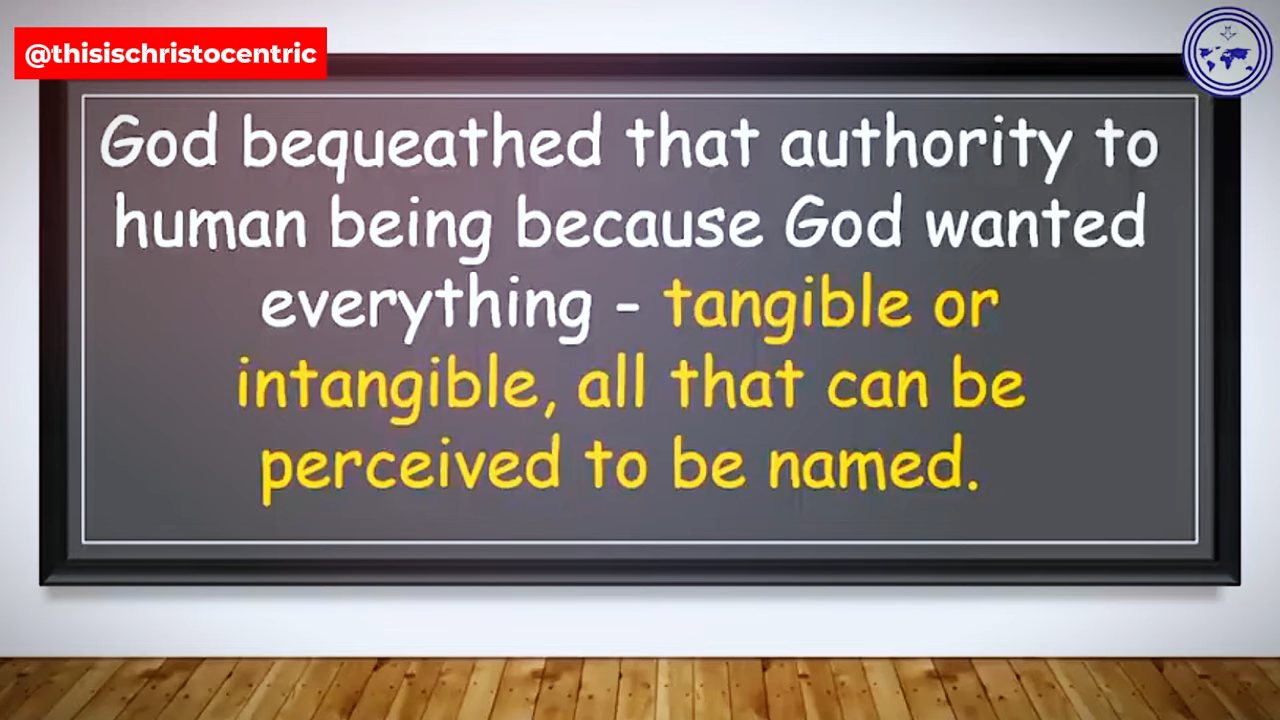 @thisischristocentric
God bequeathed that authority to
human being because God wanted
everything - tangible or
intangible, all that can be
perceived to be named.